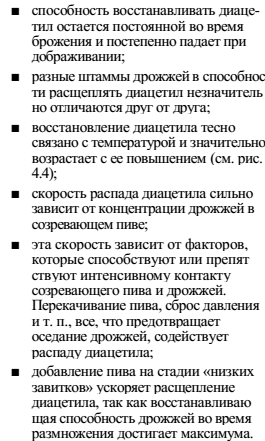 ■ способность восстанавливать диаце-
тил остается постоянной во время
брожения и постепенно падает при
дображивании;
■ разные штаммы дрожжей в способнос
ти расщеплять диацетил незначитель
но отличаются друг от друга;
■ восстановление диацетила тесно
связано с температурой и значительно
возрастает с ее повышением (см. рис.
4.4);
■ скорость распада диацетила сильно
зависит от концентрации дрожжей в
созревающем пиве;
■ эта скорость зависит от факторов,
которые способствуют или препят
ствуют интенсивному контакту
созревающего пива и дрожжей.
Перекачивание пива, сброс давления
и т. п., все, что предотвращает
оседание дрожжей, содействует
распаду диацетила;
■ добавление пива на стадии «низких
завитков» ускоряет расщепление
диацетила, так как восстанавливаю
щая способность дрожжей во время
размножения достигает максимума.